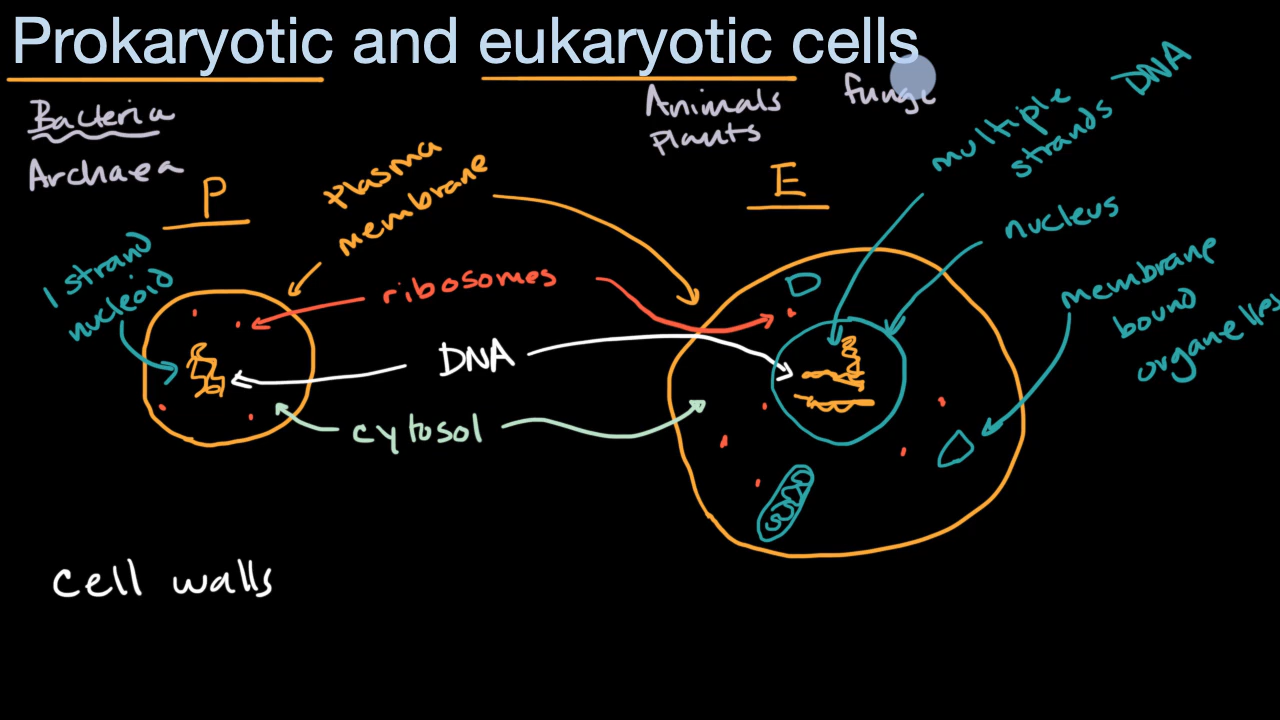 Prokaryotic and eukaryotic cells
Bacteria
Archaea
Animals
Plants
fungi
P
E
plasma
membrane
multiple
strands DNA
nucleus
membrane
bound
organelles
1 strand
nucleoid
ribosomes
DNA
cytosol
cell walls